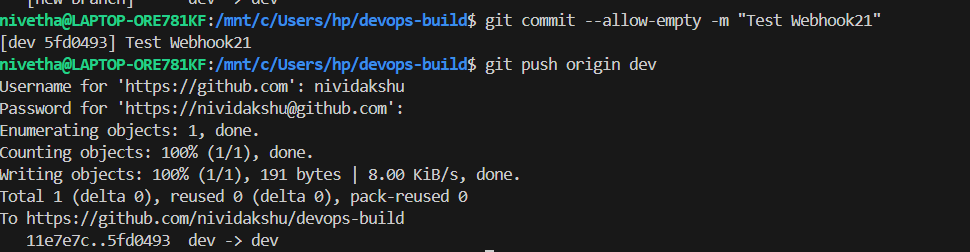 [new branch]      dev -> dev
nivetha@LAPTOP-ORE781KF:/mnt/c/Users/hp/devops-build$ git commit --allow-empty -m "Test Webhook21"
[dev 5fd0493] Test Webhook21
nivetha@LAPTOP-ORE781KF:/mnt/c/Users/hp/devops-build$ git push origin dev
Username for 'https://github.com': nividakshu
Password for 'https://nividakshu@github.com':
Enumerating objects: 1, done.
Counting objects: 100% (1/1), done.
Writing objects: 100% (1/1), 191 bytes | 8.00 KiB/s, done.
Total 1 (delta 0), reused 0 (delta 0), pack-reused 0
To https://github.com/nividakshu/devops-build
   11e7e7c..5fd0493  dev -> dev